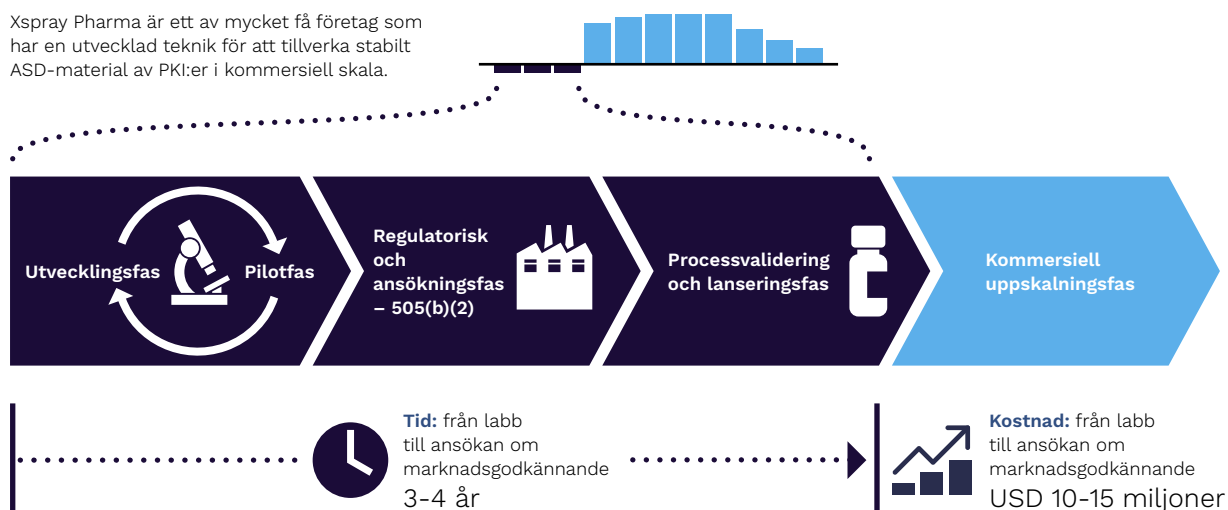 Xspray Pharma är ett av mycket få företag som
har en utvecklad teknik för att tillverka stabilt
ASD-material av PKI:er i kommersiell skala.
Utvecklingsfas
Pilotfas
Regulatorisk
och
ansökningsfas
– 505(b)(2)
Processvalidering
och lanseringsfas
Kommersiell
uppskalningsfas
Tid: från labb
till ansökan om
marknadsgodkännande
3-4 år
Kostnad: från labb
till ansökan om
marknadsgodkännande
USD 10-15 miljoner